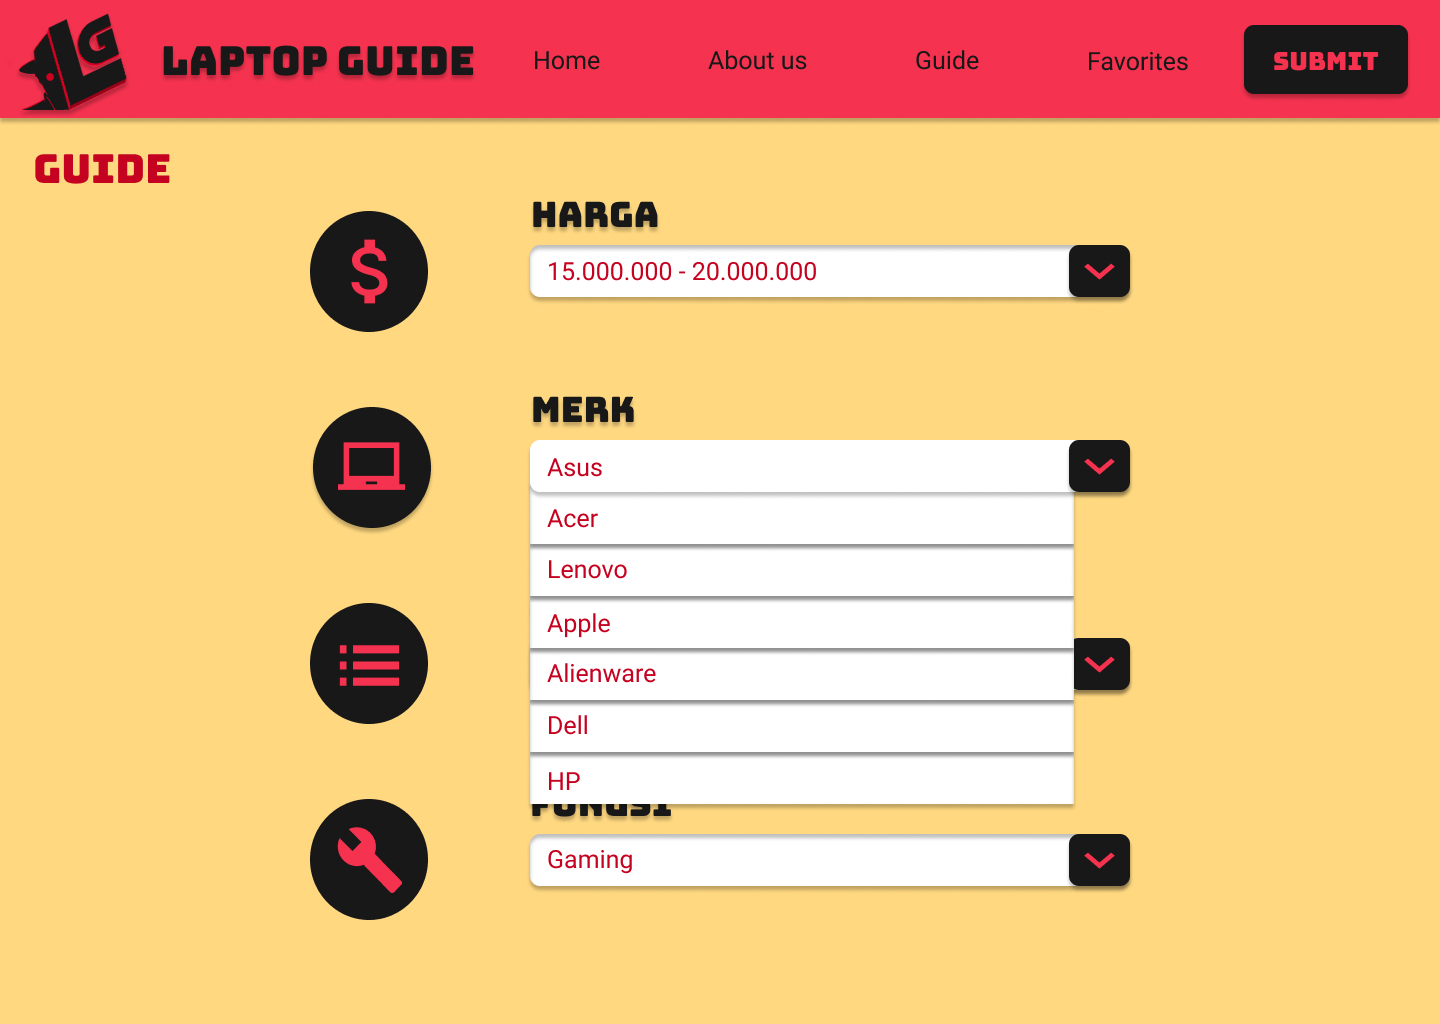 LG
LAPTOP GUIDE
Home
About us
Guide
Favorites
SUBMIT
GUIDE
HARGA
15.000.000 - 20.000.000
MERK
Asus
Acer
Lenovo
Apple
Alienware
Dell
HP
FUNGSI
Gaming